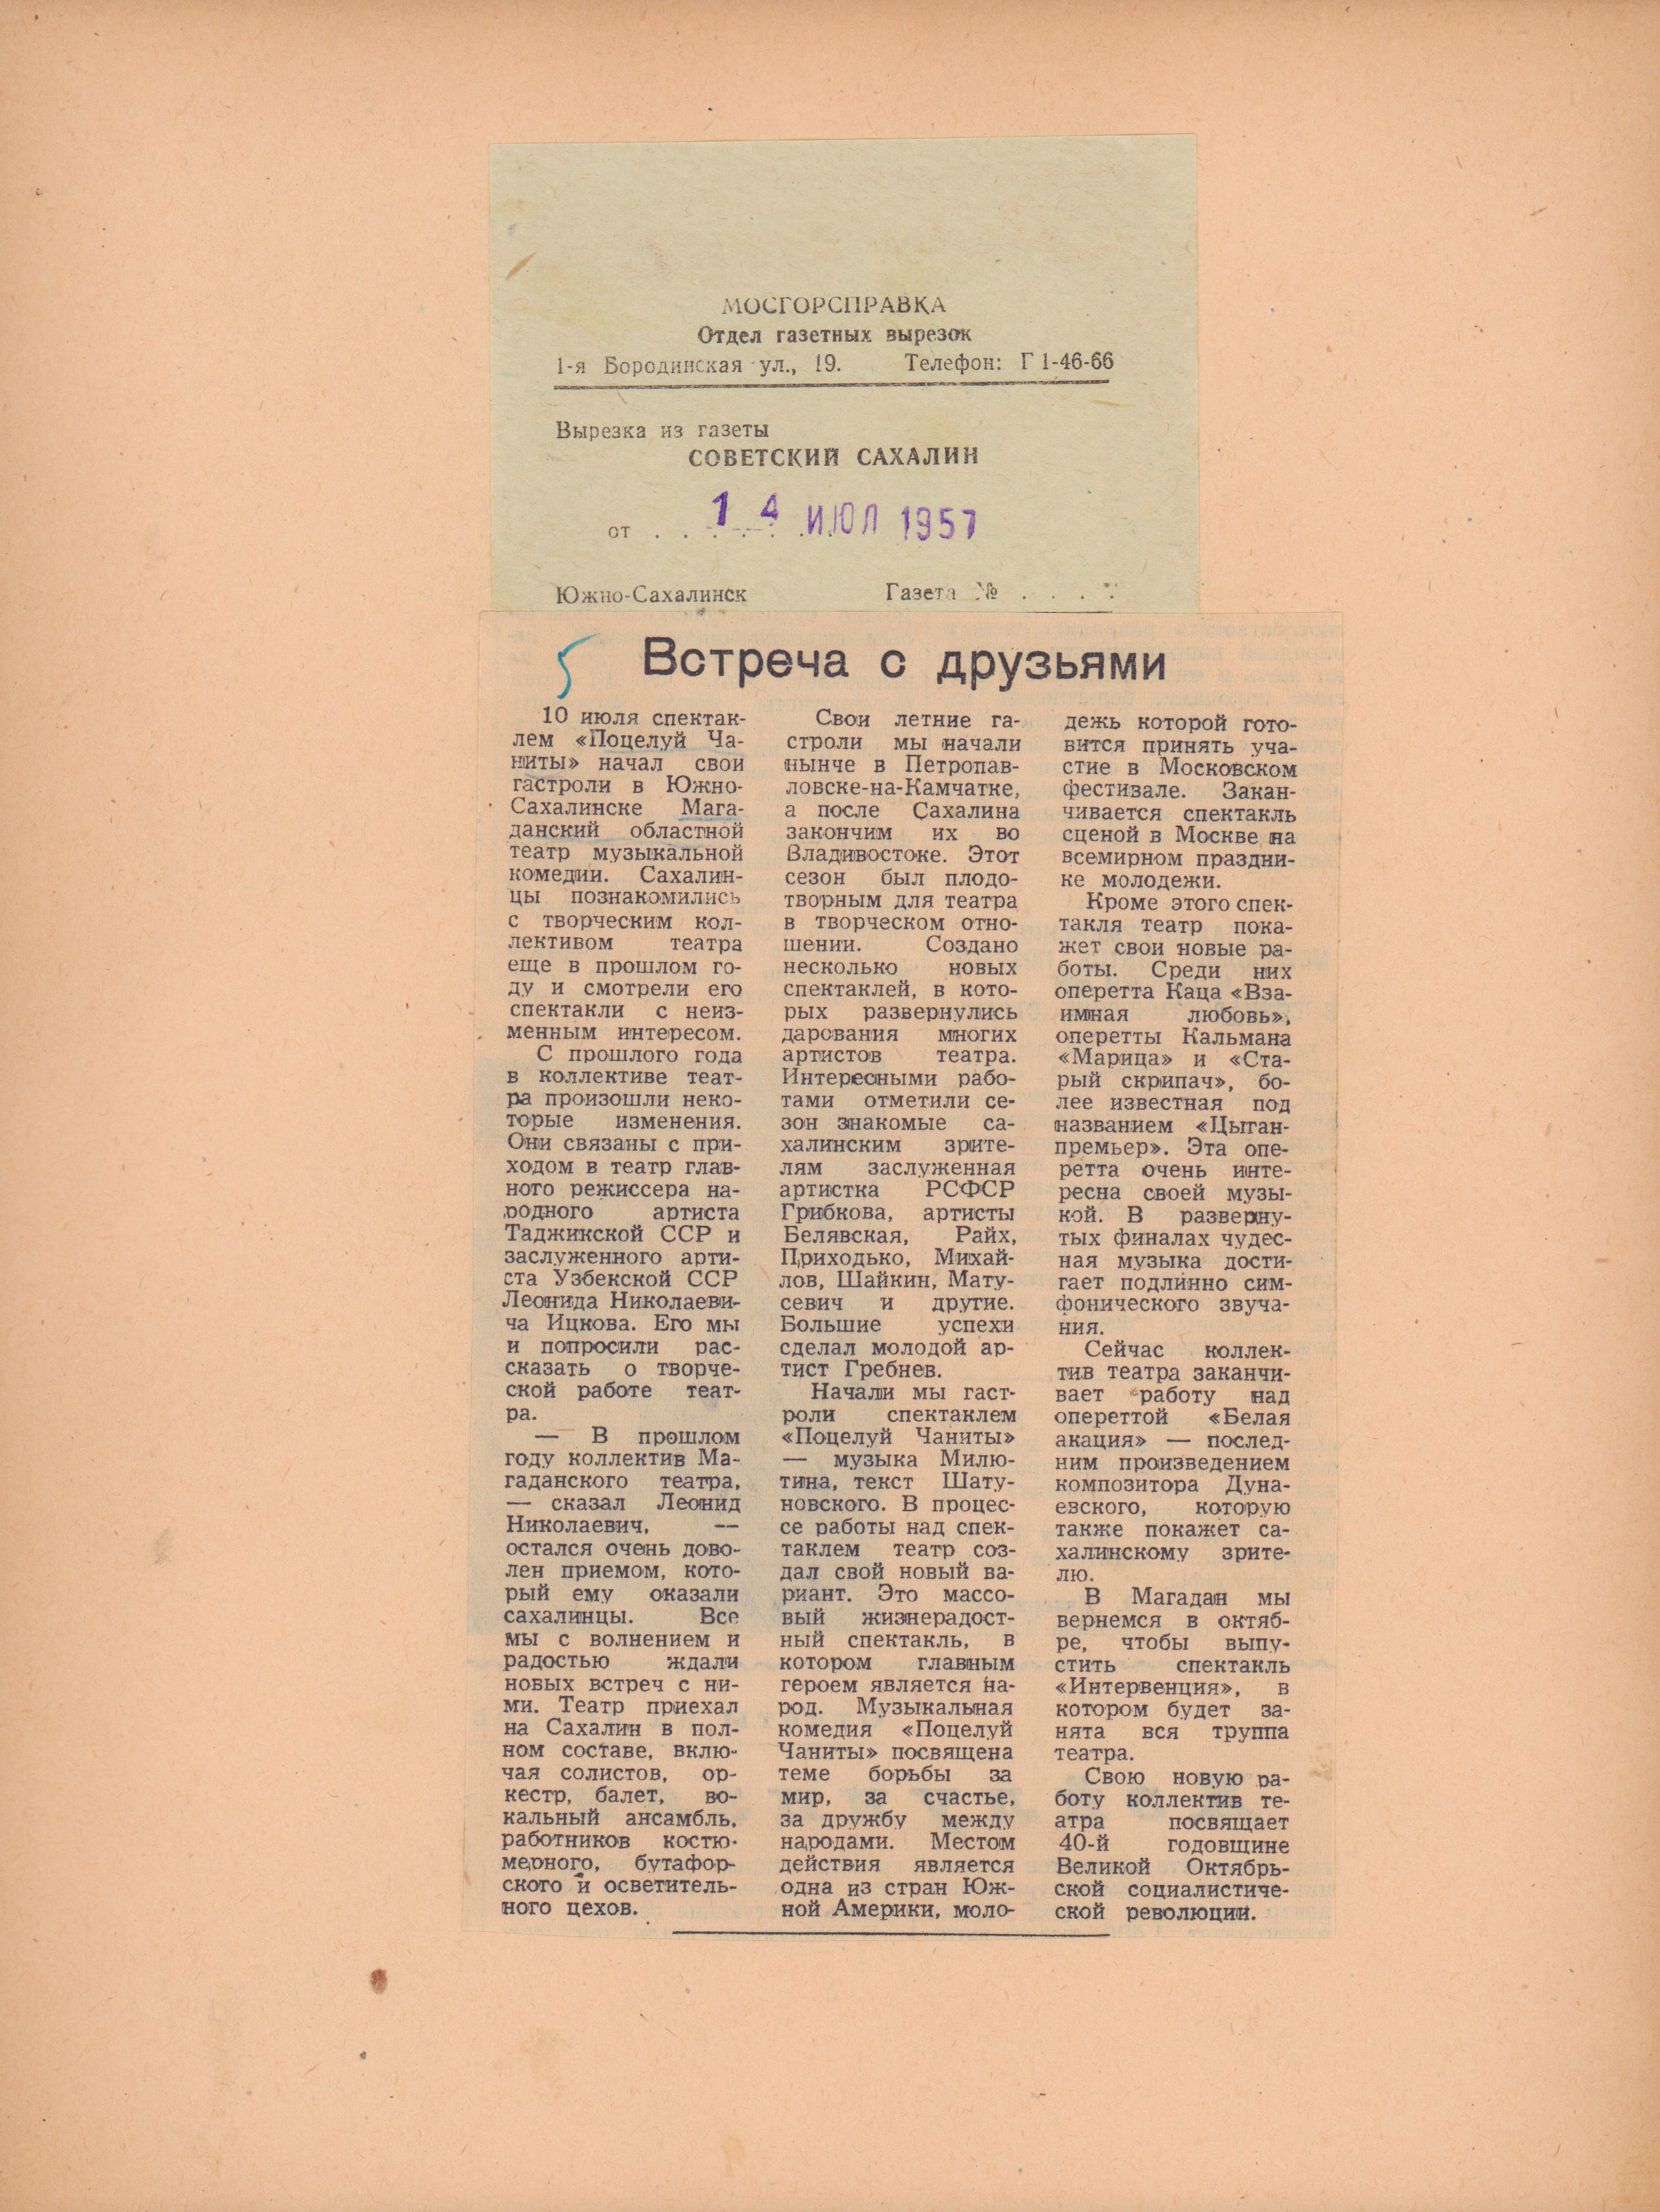 МОСГОРСПРАВКА
Отдел газетных вырезок
1-я Бородинская ул., 19. Телефон: Г 1-46-66
Вырезка из газеты
СОВЕТСКИЙ САХАЛИН
от . . . . . . . 14 ИЮЛ 1957
Южно-Сахалинск Газета № . . . .
5
Встреча с друзьями
10 июля спектак-
лем «Поцелуй Ча-
ниты» начал свои
гастроли в Южно-
Сахалинске Мага-
данский областной
театр музыкальной
комедии. Сахалин-
цы познакомились
с творческим кол-
лективом театра
еще в прошлом го-
ду и смотрели его
спектакли с неиз-
менным интересом.
С прошлого года
в коллективе теат-
ра произошли неко-
торые изменения.
Они связаны с при-
ходом в театр глав-
ного режиссера на-
родного артиста
Таджикской ССР и
заслуженного арти-
ста Узбекской ССР
Леонида Николаеви-
ча Ицкова. Его мы
и попросили рас-
сказать о творче-
ской работе теат-
ра.
— В прошлом
году коллектив Ма-
гаданского театра,
— сказал Леонид
Николаевич, —
остался очень дово-
лен приемом, кото-
рый ему оказали
сахалинцы. Все
мы с волнением и
радостью ждали
новых встреч с ни-
ми. Театр приехал
на Сахалин в пол-
ном составе, вклю-
чая солистов, ор-
кестр, балет, во-
кальный ансамбль,
работников костю-
мерного, бутафор-
ского и осветитель-
ного цехов.
Свои летние га-
строли мы начали
нынче в Петропав-
ловске-на-Камчатке,
а после Сахалина
закончим их во
Владивостоке. Этот
сезон был плодо-
творным для театра
в творческом отно-
шении. Создано
несколько новых
спектаклей, в кото-
рых развернулись
дарования многих
артистов театра.
Интересными рабо-
тами отметили се-
зон знакомые са-
халинским зрите-
лям заслуженная
артистка РСФСР
Грибкова, артисты
Белявская, Райх,
Приходько, Михай-
лов, Шайкин, Мату-
севич и другие.
Большие успехи
сделал молодой ар-
тист Гребнев.
Начали мы гаст-
роли спектаклем
«Поцелуй Чаниты»
— музыка Милю-
тина, текст Шату-
новского. В процес-
се работы над спек-
таклем театр соз-
дал свой новый ва-
риант. Это массо-
вый жизнерадост-
ный спектакль, в
котором главным
героем является на-
род. Музыкальная
комедия «Поцелуй
Чаниты» посвящена
теме борьбы за
мир, за счастье,
за дружбу между
народами. Местом
действия является
одна из стран Юж-
ной Америки, моло-
дежь которой гото-
вится принять уча-
стие в Московском
фестивале. Закан-
чивается спектакль
сценой в Москве на
всемирном праздни-
ке молодежи.
Кроме этого спек-
такля театр пока-
жет свои новые ра-
боты. Среди них
оперетта Каца «Вза-
имная любовь»,
оперетты Кальмана
«Марица» и «Ста-
рый скрипач», бо-
лее известная под
названием «Цыган-
премьер». Эта опе-
ретта очень инте-
ресна своей музы-
кой. В разверну-
тых финалах чудес-
ная музыка дости-
гает подлинно сим-
фонического звуча-
ния.
Сейчас коллек-
тив театра заканчи-
вает работу над
опереттой «Белая
акация» — послед-
ним произведением
композитора Дуна-
евского, которую
также покажет са-
халинскому зрите-
лю.
В Магадан мы
вернемся в октяб-
ре, чтобы выпу-
стить спектакль
«Интервенция», в
котором будет за-
нята вся труппа
театра.
Свою новую ра-
боту коллектив те-
атра посвящает
40-й годовщине
Великой Октябрь-
ской социалистиче-
ской революции.